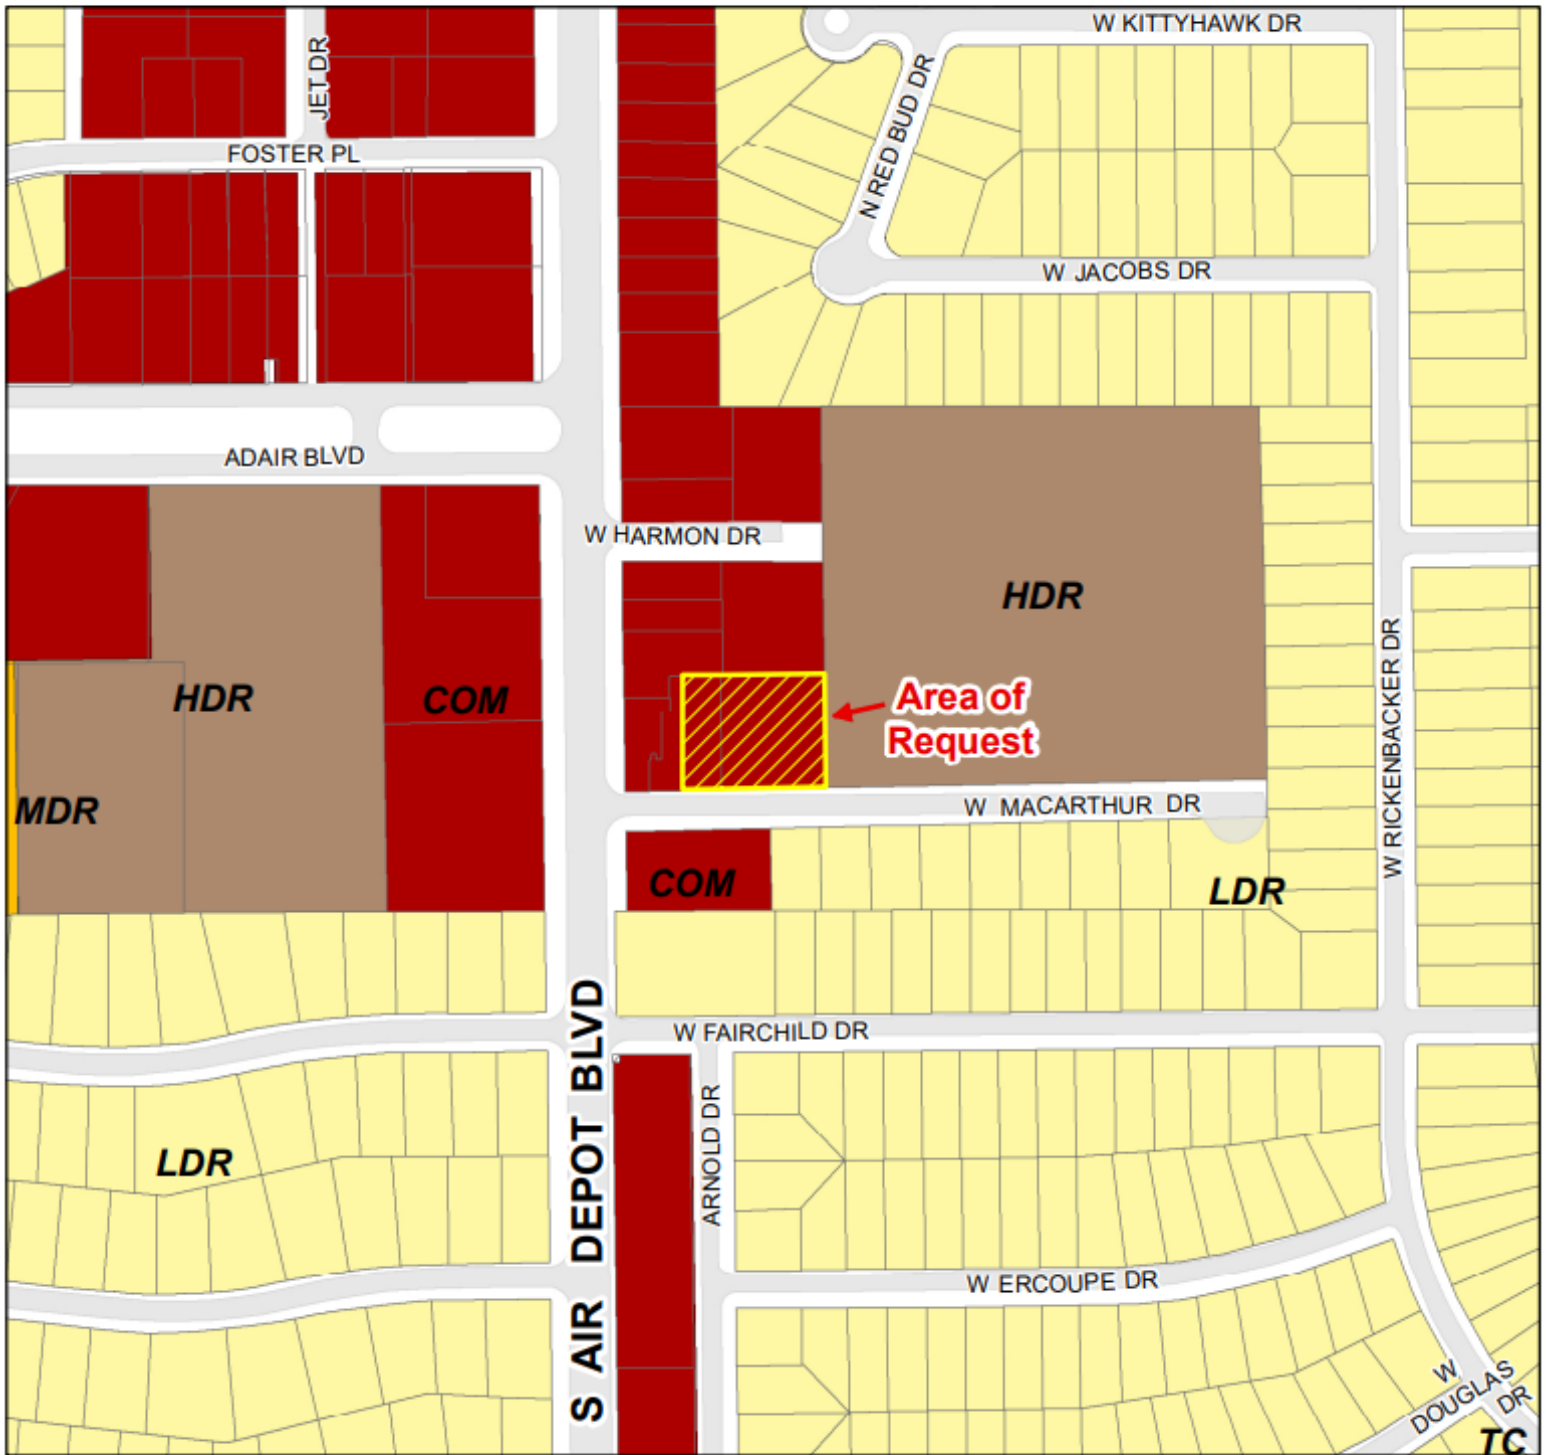 W KITTYHAWK DR
JET DR
N RED BUD DR
FOSTER PL
W JACOBS DR
ADAIR BLVD
W HARMON DR
HDR
W RICKENBACKER DR
HDR
COM
Area of
Request
MDR
W MACARTHUR DR
COM
LDR
S AIR DEPOT BLVD
W FAIRCHILD DR
ARNOLD DR
LDR
W ERCOUPE DR
W
DOUGLAS
DR
TC